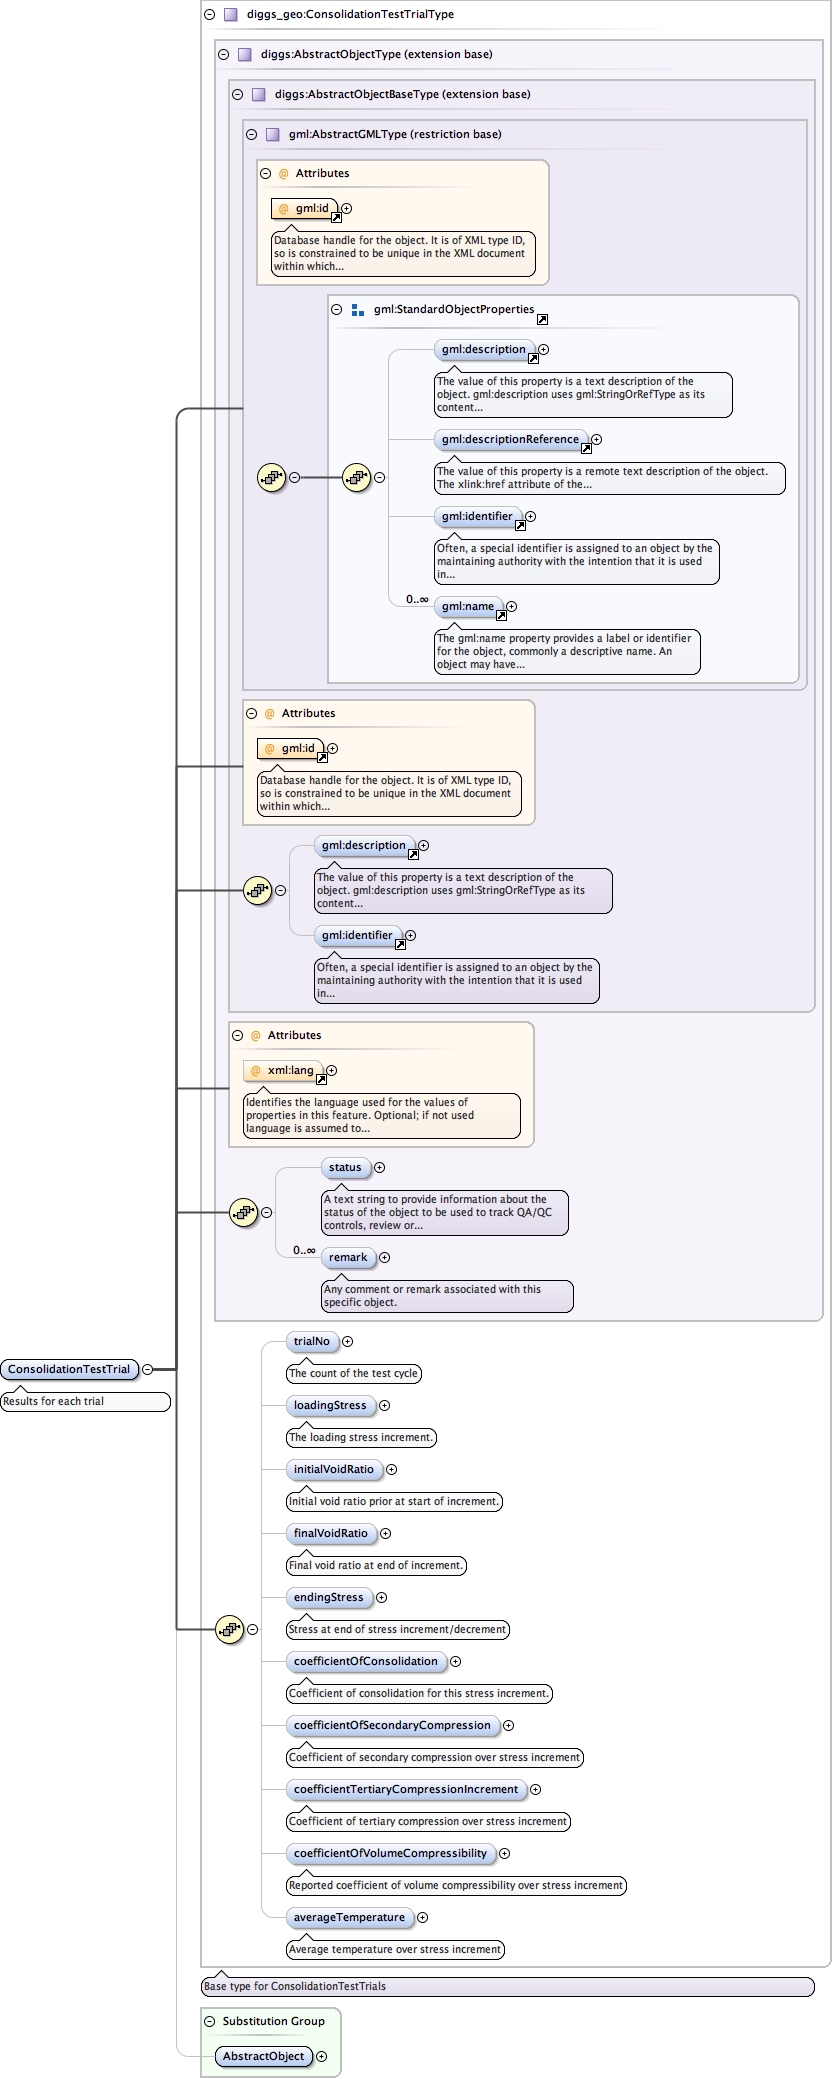 diggs_geo:ConsolidationTestTrialType
diggs:AbstractObjectType (extension base)
diggs:AbstractObjectBaseType (extension base)
gml:AbstractGMLType (restriction base)
@ Attributes
@ gml:id
Database handle for the object. It is of XML type ID,
so is constrained to be unique in the XML document
within which...
gml:StandardObjectProperties
gml:description
The value of this property is a text description of the
object. gml:description uses gml:StringOrRefType as its
content...
gml:descriptionReference
The value of this property is a remote text description of the object.
The xlink:href attribute of the...
gml:identifier
Often, a special identifier is assigned to an object by the
maintaining authority with the intention that it is used
in...
0..∞
gml:name
The gml:name property provides a label or identifier
for the object, commonly a descriptive name. An
object may have...
@ Attributes
@ gml:id
Database handle for the object. It is of XML type ID,
so is constrained to be unique in the XML document
within which...
gml:description
The value of this property is a text description of the
object. gml:description uses gml:StringOrRefType as its
content...
gml:identifier
Often, a special identifier is assigned to an object by the
maintaining authority with the intention that it is used
in...
@ Attributes
@ xml:lang
Identifies the language used for the values of
properties in this feature. Optional; if not used
language is assumed to...
status
A text string to provide information about the
status of the object to be used to track QA/QC
controls, review or...
0..∞
remark
Any comment or remark associated with this
specific object.
ConsolidationTestTrial
Results for each trial
trialNo
The count of the test cycle
loadingStress
The loading stress increment.
initialVoidRatio
Initial void ratio prior at start of increment.
finalVoidRatio
Final void ratio at end of increment.
endingStress
Stress at end of stress increment/decrement
coefficientOfConsolidation
Coefficient of consolidation for this stress increment.
coefficientOfSecondaryCompression
Coefficient of secondary compression over stress increment
coefficientTertiaryCompressionIncrement
Coefficient of tertiary compression over stress increment
coefficientOfVolumeCompressibility
Reported coefficient of volume compressibility over stress increment
averageTemperature
Average temperature over stress increment
Base type for ConsolidationTestTrials
Substitution Group
AbstractObject